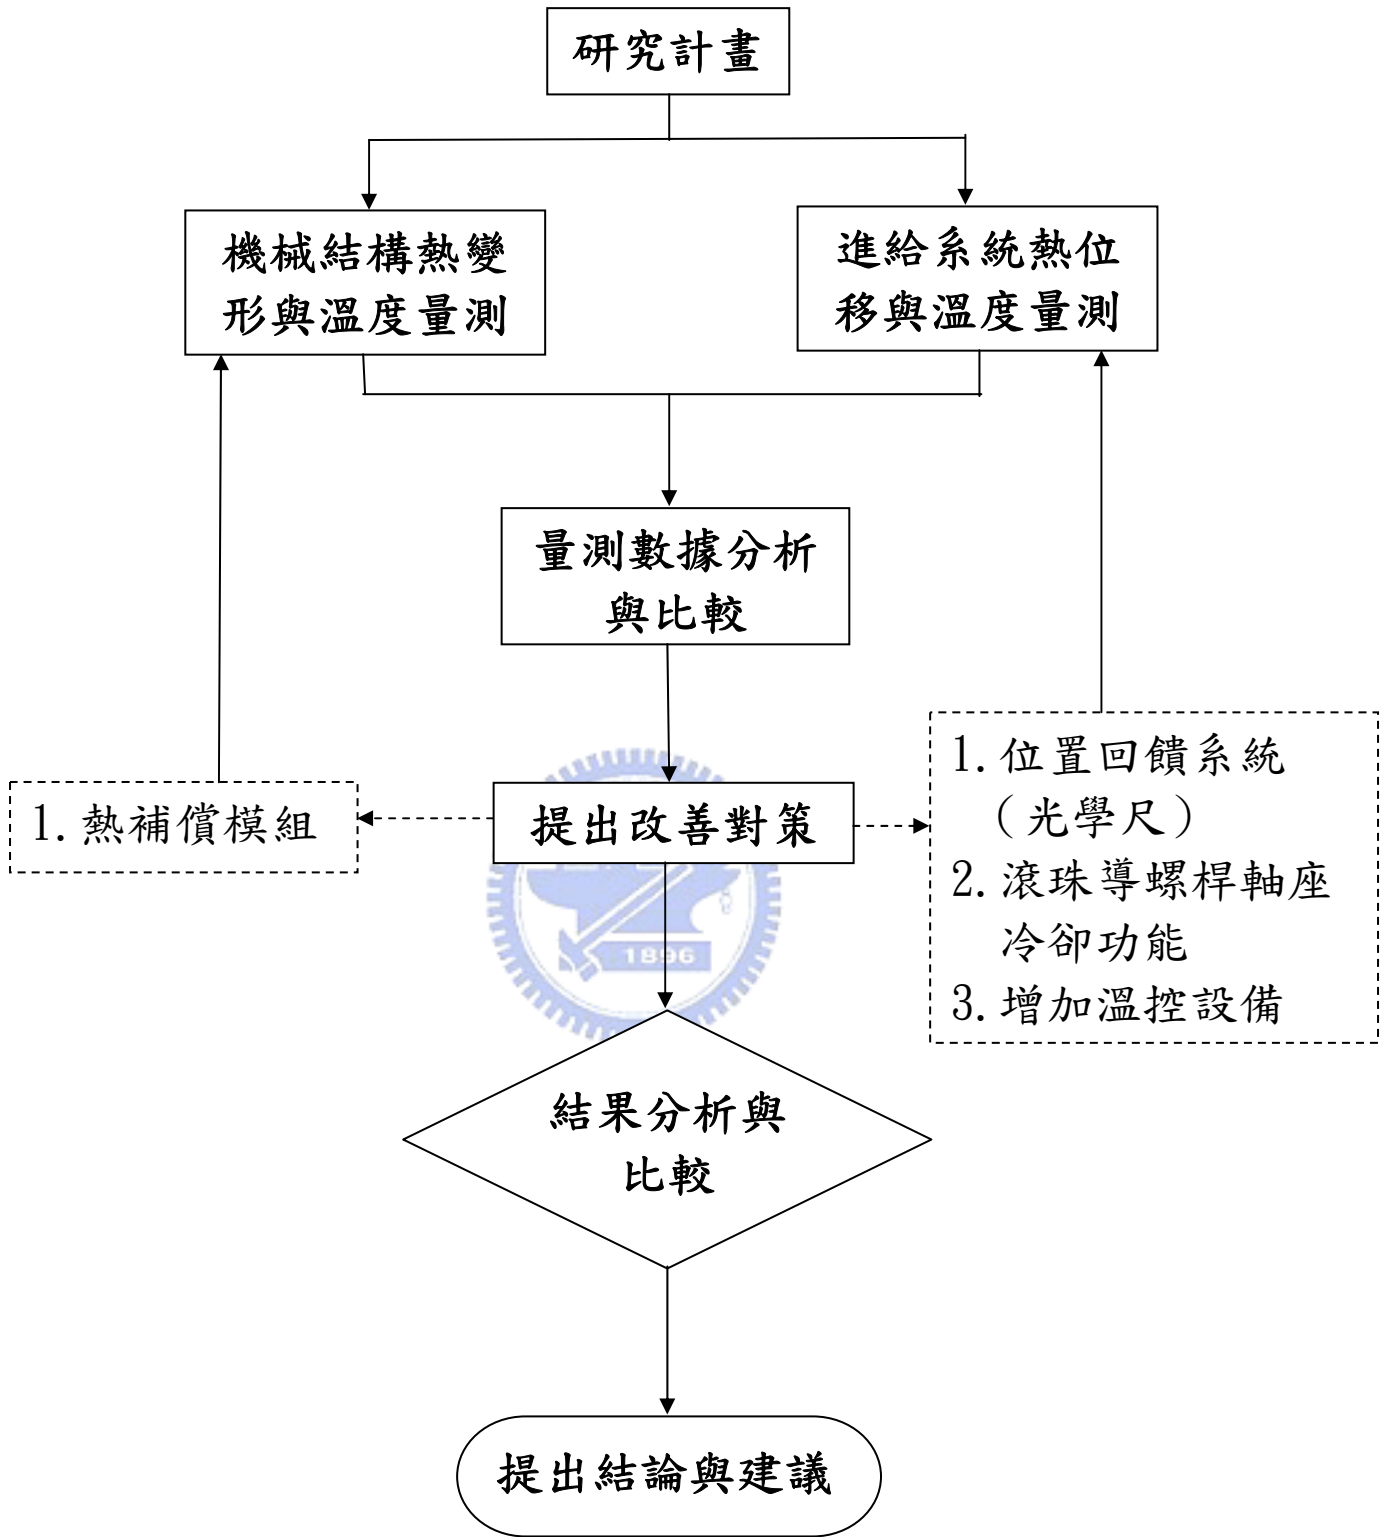 研究計畫
機械結構熱變
形與溫度量測
進給系統熱位
移與溫度量測
量測數據分析
與比較
提出改善對策
1.熱補償模組
1.位置回饋系統
（光學尺）
2.滾珠導螺桿軸座
冷卻功能
3.增加溫控設備
1896
結果分析與
比較
提出結論與建議